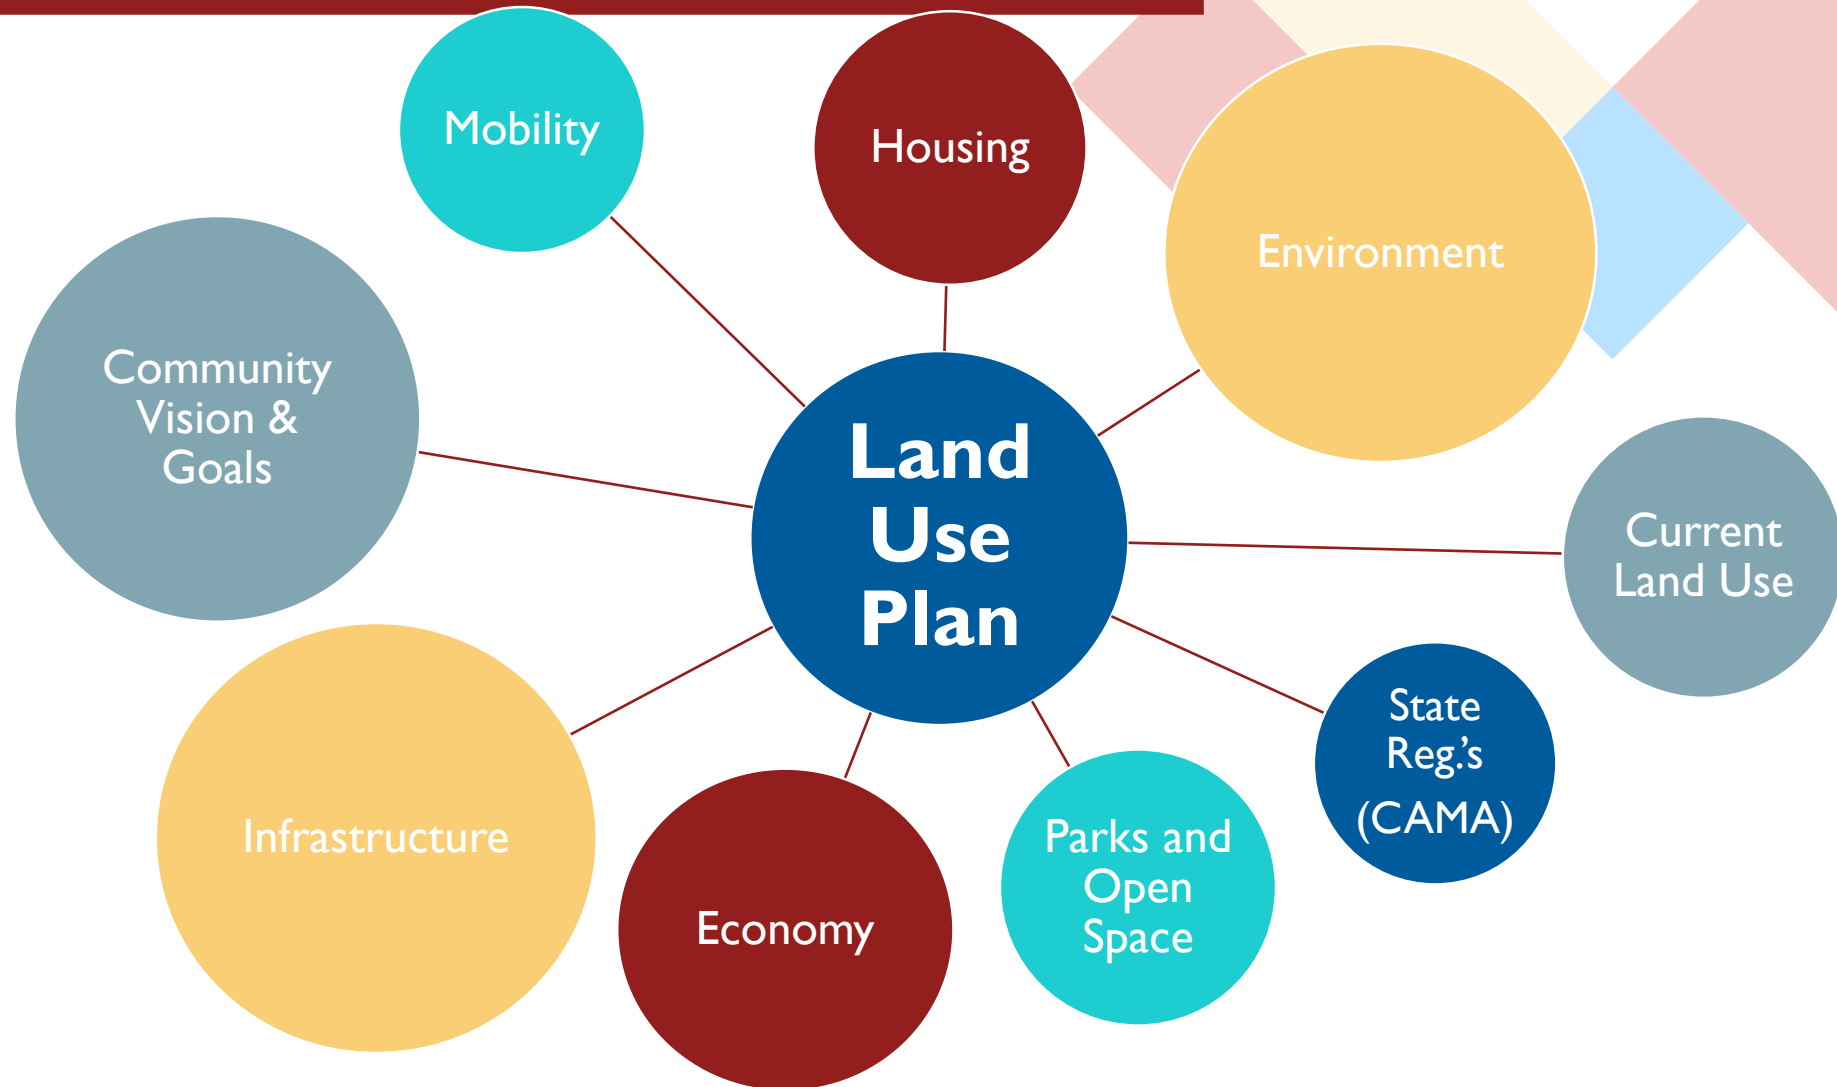 Mobility
Housing
Environment
Community
Vision &
Goals
Land
Use
Plan
Current
Land Use
State
Reg.'s
(CAMA)
Infrastructure
Economy
Parks and
Open
Space